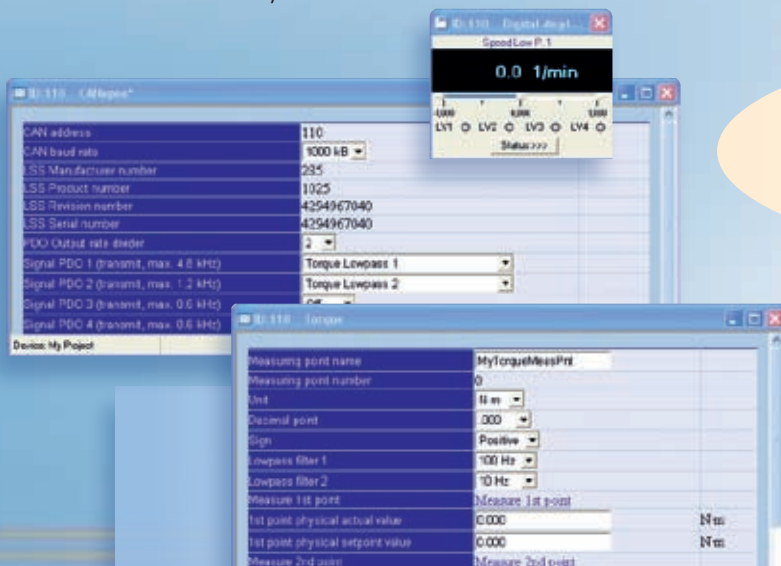 ID:110
Speed Low P. 1
0.0 1/min
-1,000 0,000 1,000
LV1 LV2 LV3 LV4
Status >>>
ID:110 CANopen*
CAN address 110
CAN baud rate 1000 kB
LSS Manufacturer number 285
LSS Product number 1025
LSS Revision number 4294967040
LSS Serial number 4294967040
PDO Output rate divider 2
Signal PDO 1 (transmit, max. 4.8 kHz) Torque Lowpass 1
Signal PDO 2 (transmit, max. 1.2 kHz) Torque Lowpass 2
Signal PDO 3 (transmit, max. 0.6 kHz) Off
Signal PDO 4 (transmit, max. 0.6 kHz)
Device: My Project
ID:110 Torque
Measuring point name MyTorqueMessPnt
Measuring point number 0
Unit N m
Decimal point .000
Sign Positive
Lowpass filter 1 100 Hz
Lowpass filter 2 10 Hz
Measure 1st point Measure 1st point
1st point physical actual value 0.000 N m
1st point physical setpoint value 0.000 N m
Measure 2nd point Measure 2nd point